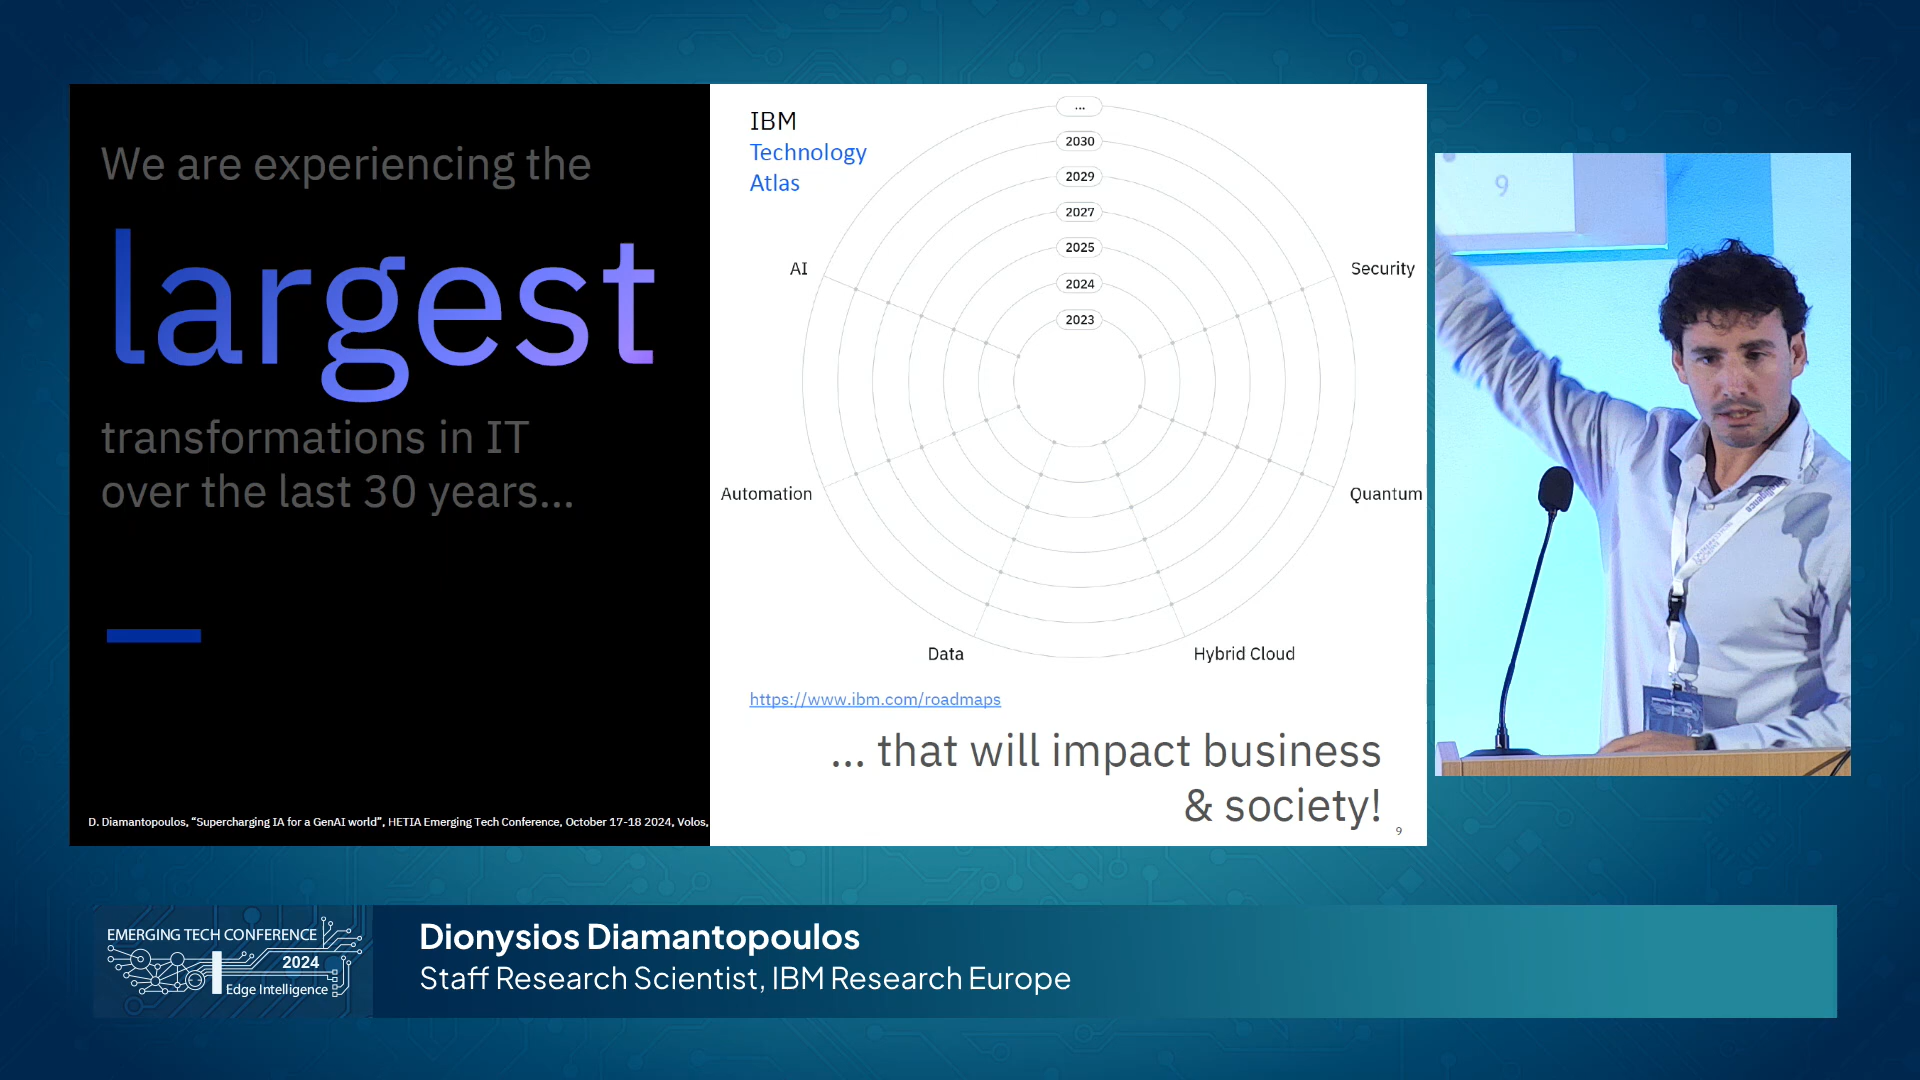 We are experiencing the
largest
transformations in IT
over the last 30 years...
D. Diamantopoulos, “Supercharging IA for a GenAI world”, HETIA Emerging Tech Conference, October 17-18 2024, Volos,
IBM
Technology
Atlas
...
2030
2029
2027
2025
2024
2023
AI
Security
Automation
Quantum
Data
Hybrid Cloud
https://www.ibm.com/roadmaps
... that will impact business
& society!
9
9
EMERGING TECH CONFERENCE
2024
Edge Intelligence
Dionysios Diamantopoulos
Staff Research Scientist, IBM Research Europe